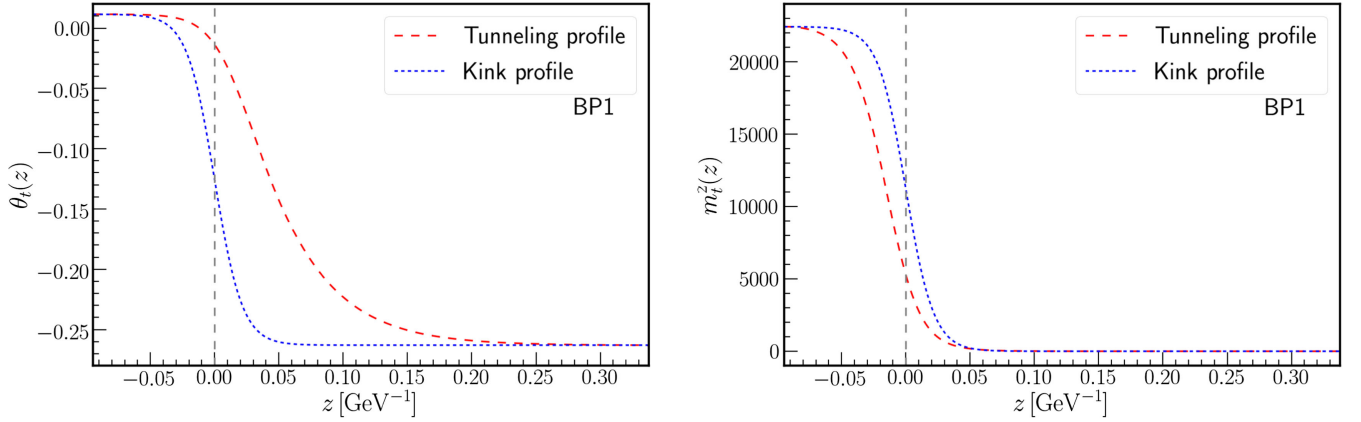 0.00
−0.05
−0.10
−0.15
−0.20
−0.25
θt(z)
Tunneling profile
Kink profile
BP1
−0.05 0.00 0.05 0.10 0.15 0.20 0.25 0.30
z [GeV⁻¹]
20000
15000
10000
5000
0
m²t(z)
Tunneling profile
Kink profile
BP1
−0.05 0.00 0.05 0.10 0.15 0.20 0.25 0.30
z [GeV⁻¹]